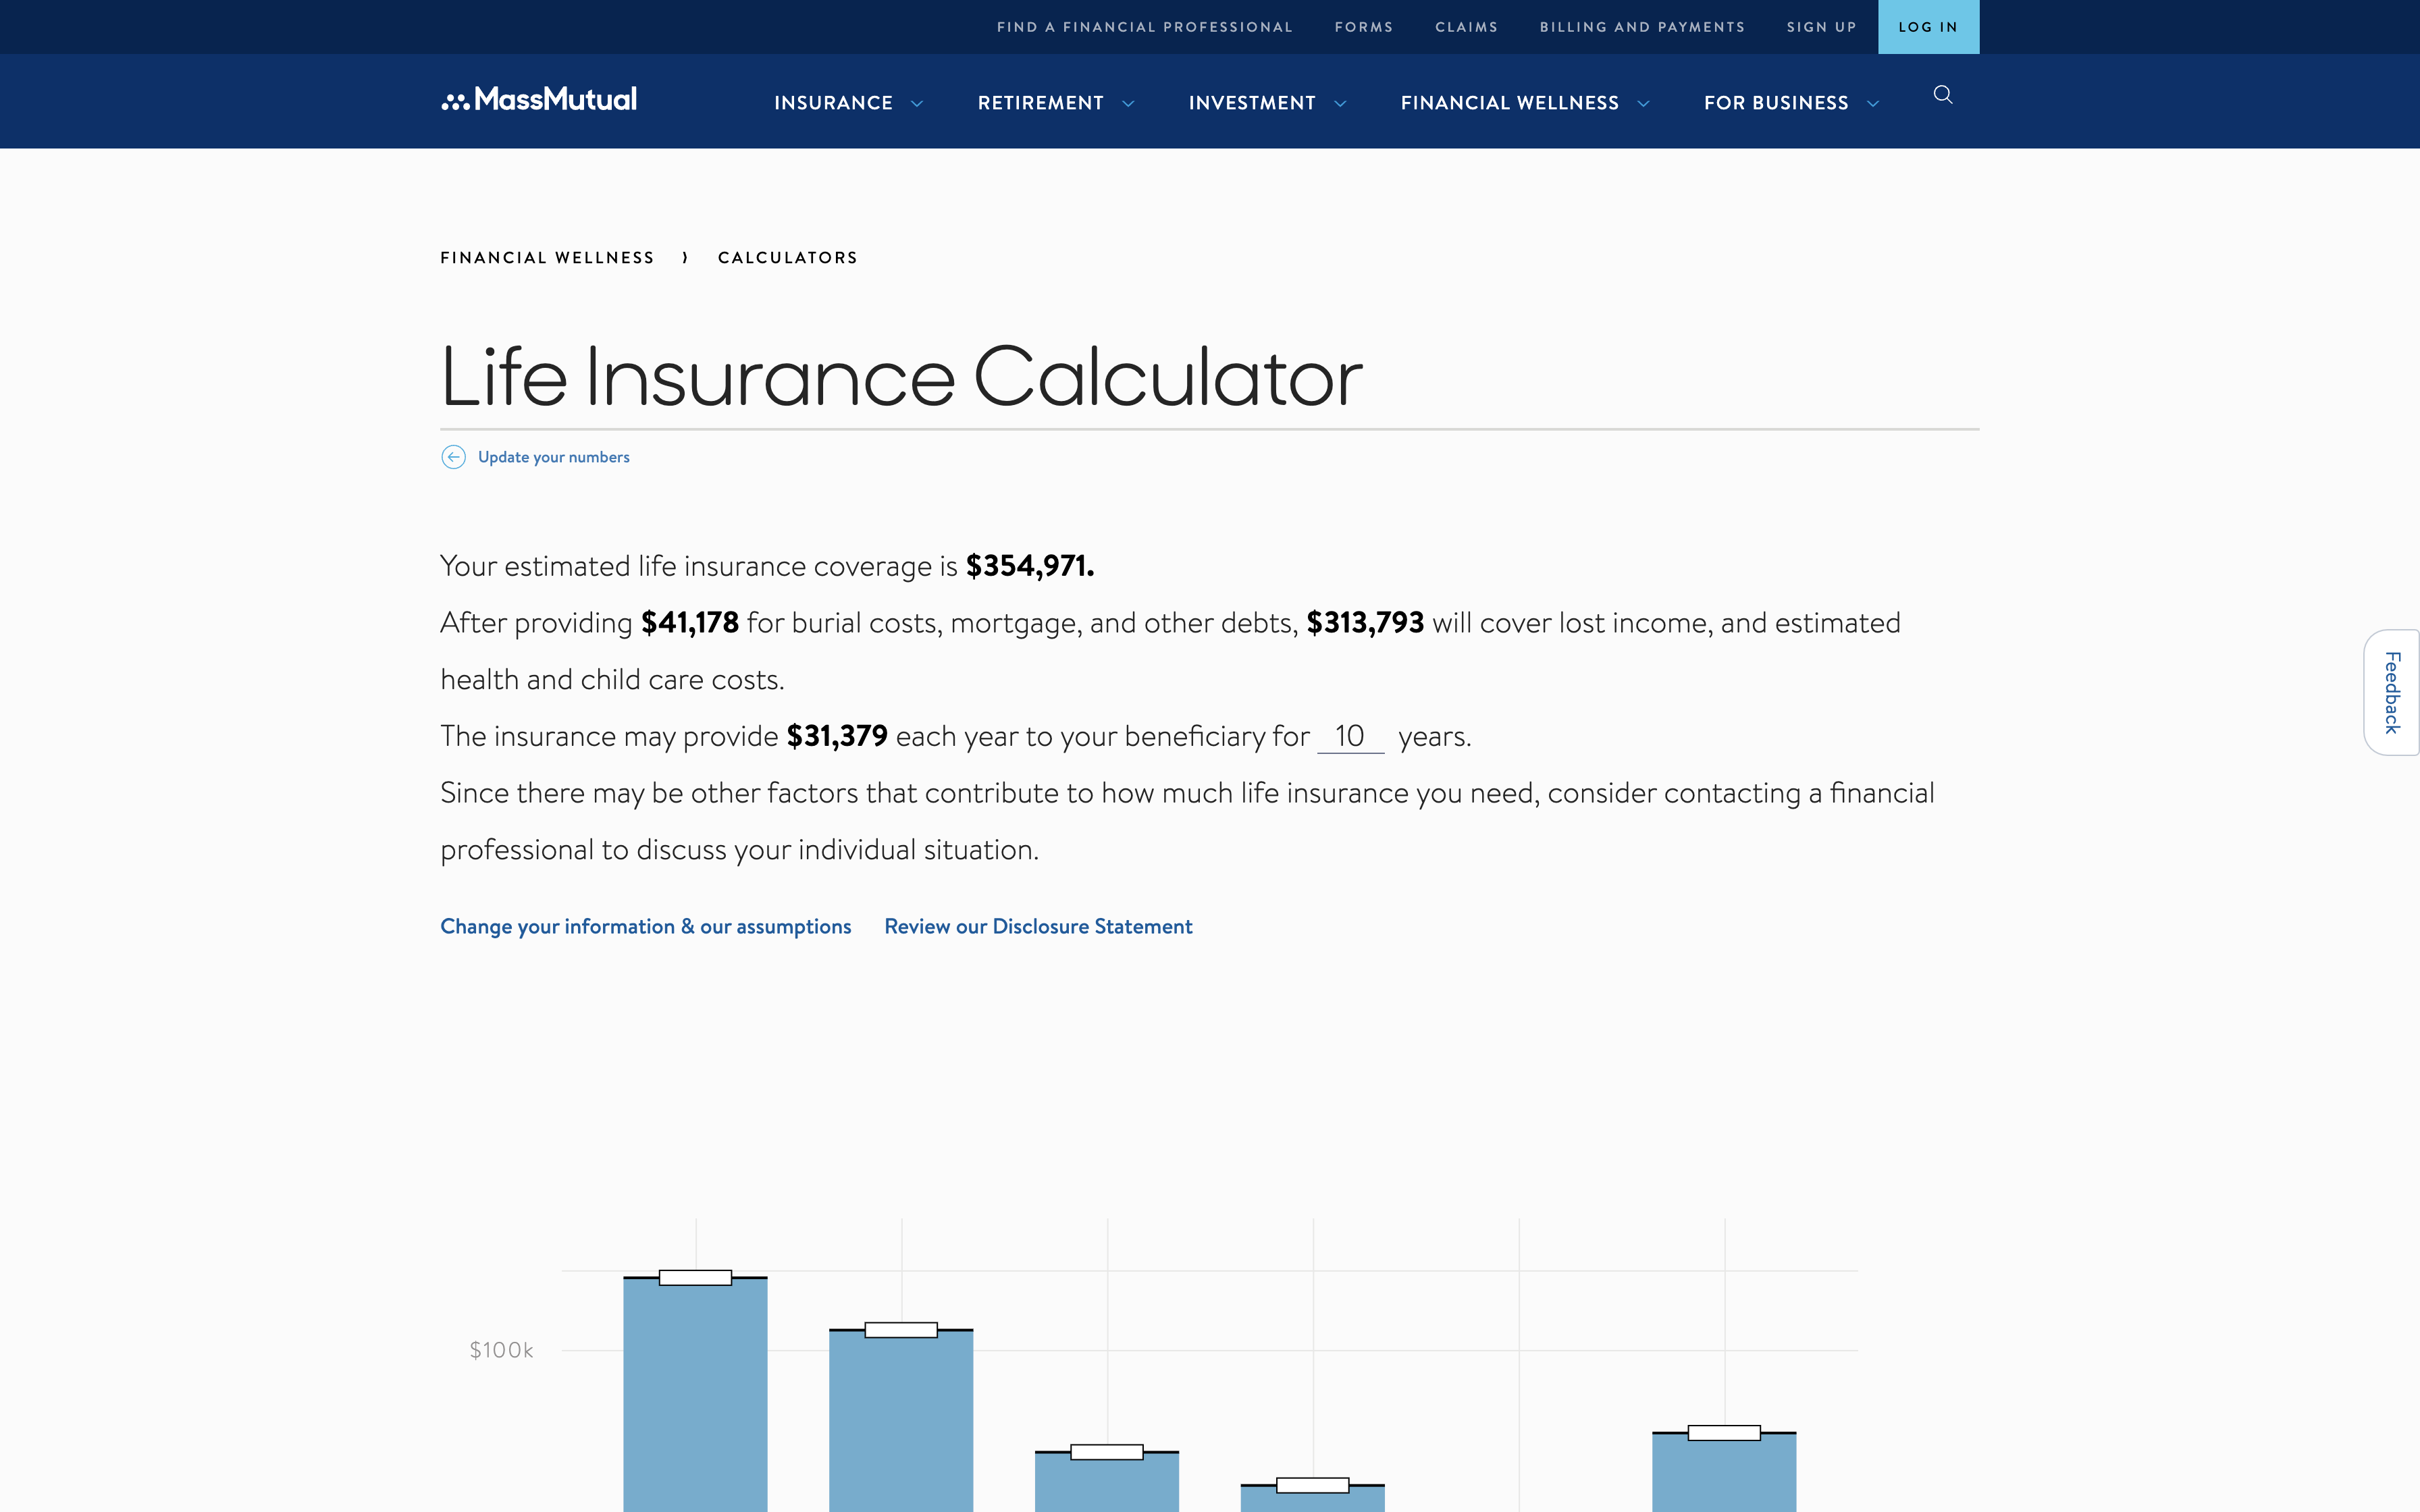 FIND A FINANCIAL PROFESSIONAL FORMS CLAIMS BILLING AND PAYMENTS SIGN UP LOG IN
MassMutual INSURANCE RETIREMENT INVESTMENT FINANCIAL WELLNESS FOR BUSINESS
FINANCIAL WELLNESS ⟩ CALCULATORS
Life Insurance Calculator
Update your numbers
Your estimated life insurance coverage is $354,971.
After providing $41,178 for burial costs, mortgage, and other debts, $313,793 will cover lost income, and estimated
health and child care costs.
The insurance may provide $31,379 each year to your beneficiary for 10 years.
Since there may be other factors that contribute to how much life insurance you need, consider contacting a financial
professional to discuss your individual situation.
Change your information & our assumptions Review our Disclosure Statement
Feedback
$100k